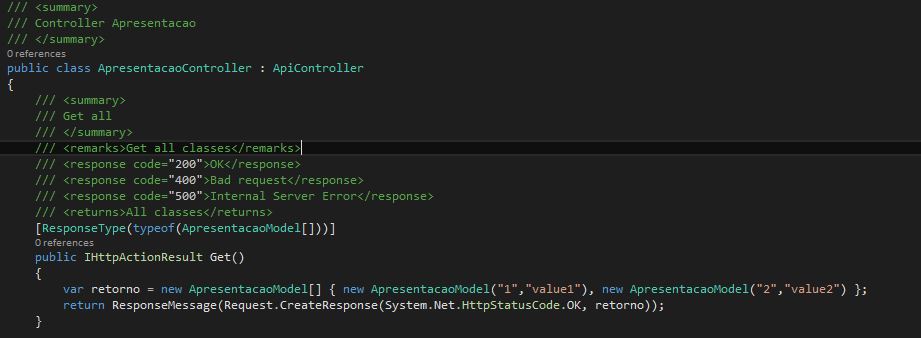 /// <summary>
/// Controller Apresentacao
/// </summary>
0 references
public class ApresentacaoController : ApiController
{
/// <summary>
/// Get all
/// </summary>
/// <remarks>Get all classes</remarks>
/// <response code="200">OK</response>
/// <response code="400">Bad request</response>
/// <response code="500">Internal Server Error</response>
/// <returns>All classes</returns>
[ResponseType(typeof(ApresentacaoModel[]))]
0 references
public IHttpActionResult Get()
{
var retorno = new ApresentacaoModel[] { new ApresentacaoModel("1","value1"), new ApresentacaoModel("2","value2") };
return ResponseMessage(Request.CreateResponse(System.Net.HttpStatusCode.OK, retorno));
}